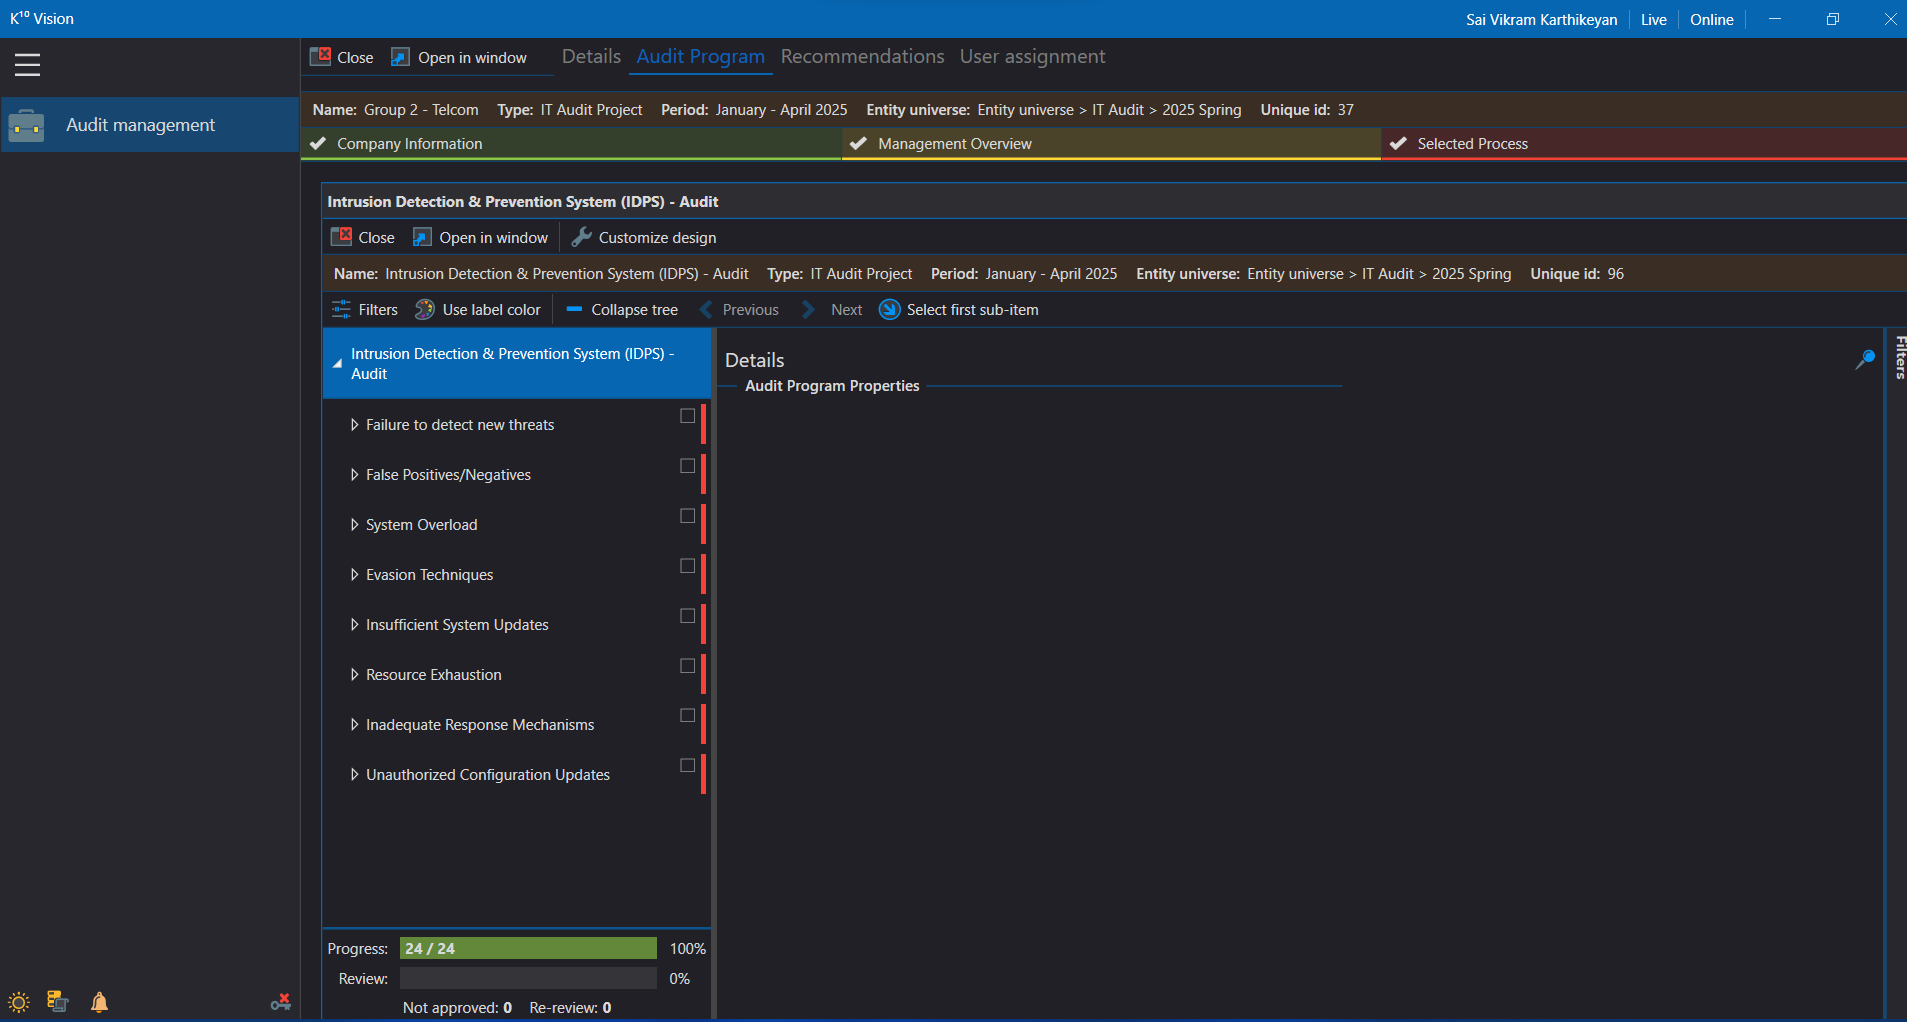 K¹⁰ Vision
Sai Vikram Karthikeyan Live Online
Close Open in window Details Audit Program Recommendations User assignment
Audit management
Name: Group 2 - Telcom Type: IT Audit Project Period: January - April 2025 Entity universe: Entity universe > IT Audit > 2025 Spring Unique id: 37
Company Information Management Overview Selected Process
Intrusion Detection & Prevention System (IDPS) - Audit
Close Open in window Customize design
Name: Intrusion Detection & Prevention System (IDPS) - Audit Type: IT Audit Project Period: January - April 2025 Entity universe: Entity universe > IT Audit > 2025 Spring Unique id: 96
Filters Use label color Collapse tree Previous Next Select first sub-item
Intrusion Detection & Prevention System (IDPS) -
Audit
Failure to detect new threats
False Positives/Negatives
System Overload
Evasion Techniques
Insufficient System Updates
Resource Exhaustion
Inadequate Response Mechanisms
Unauthorized Configuration Updates
Details
Audit Program Properties
Filters
Progress: 24 / 24 100%
Review: 0%
Not approved: 0 Re-review: 0